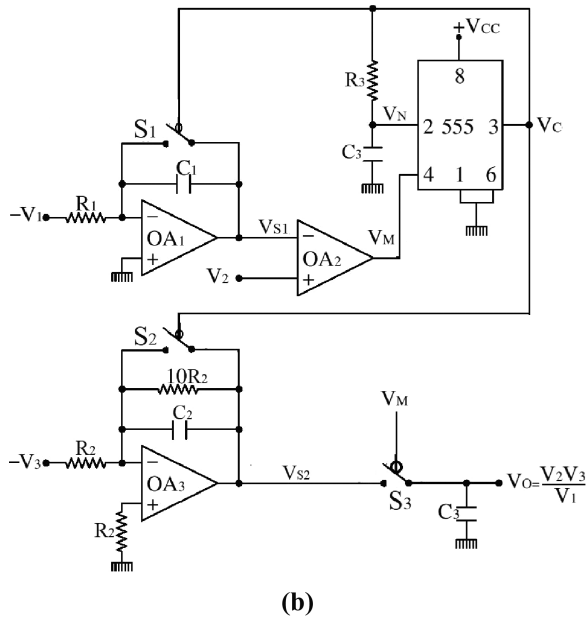 +VCC
R3
8
VN
2 555 3
VC
S1
C3
4 1 6
C1
−V1
R1
−
OA1
+
VS1
−
OA2
+
VM
V2
S2
10R2
C2
−V3
R2
−
OA3
+
VS2
VM
S3
VO=V2V3
V1
R2
C3
(b)